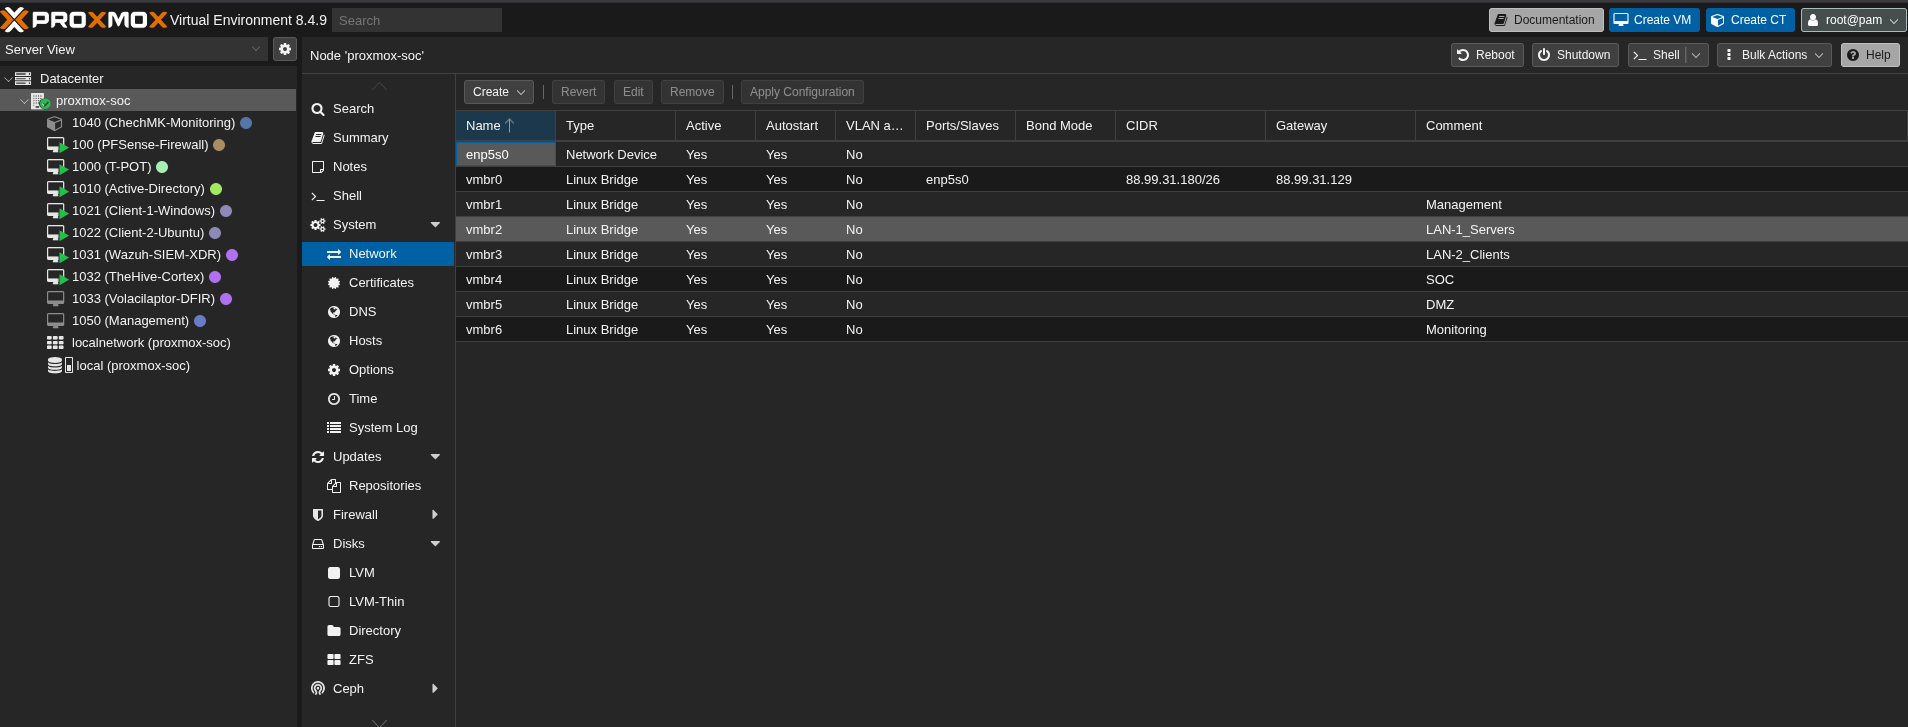 PROXMOX Virtual Environment 8.4.9 Search Documentation Create VM Create CT root@pam
Server View
Node 'proxmox-soc' Reboot Shutdown Shell Bulk Actions Help
Datacenter
proxmox-soc
1040 (ChechMK-Monitoring)
100 (PFSense-Firewall)
1000 (T-POT)
1010 (Active-Directory)
1021 (Client-1-Windows)
1022 (Client-2-Ubuntu)
1031 (Wazuh-SIEM-XDR)
1032 (TheHive-Cortex)
1033 (Volacilaptor-DFIR)
1050 (Management)
localnetwork (proxmox-soc)
local (proxmox-soc)
Search
Summary
Notes
Shell
System
Network
Certificates
DNS
Hosts
Options
Time
System Log
Updates
Repositories
Firewall
Disks
LVM
LVM-Thin
Directory
ZFS
Ceph
Create Revert Edit Remove Apply Configuration
Name Type Active Autostart VLAN a... Ports/Slaves Bond Mode CIDR Gateway Comment
enp5s0 Network Device Yes Yes No
vmbr0 Linux Bridge Yes Yes No enp5s0 88.99.31.180/26 88.99.31.129
vmbr1 Linux Bridge Yes Yes No Management
vmbr2 Linux Bridge Yes Yes No LAN-1_Servers
vmbr3 Linux Bridge Yes Yes No LAN-2_Clients
vmbr4 Linux Bridge Yes Yes No SOC
vmbr5 Linux Bridge Yes Yes No DMZ
vmbr6 Linux Bridge Yes Yes No Monitoring